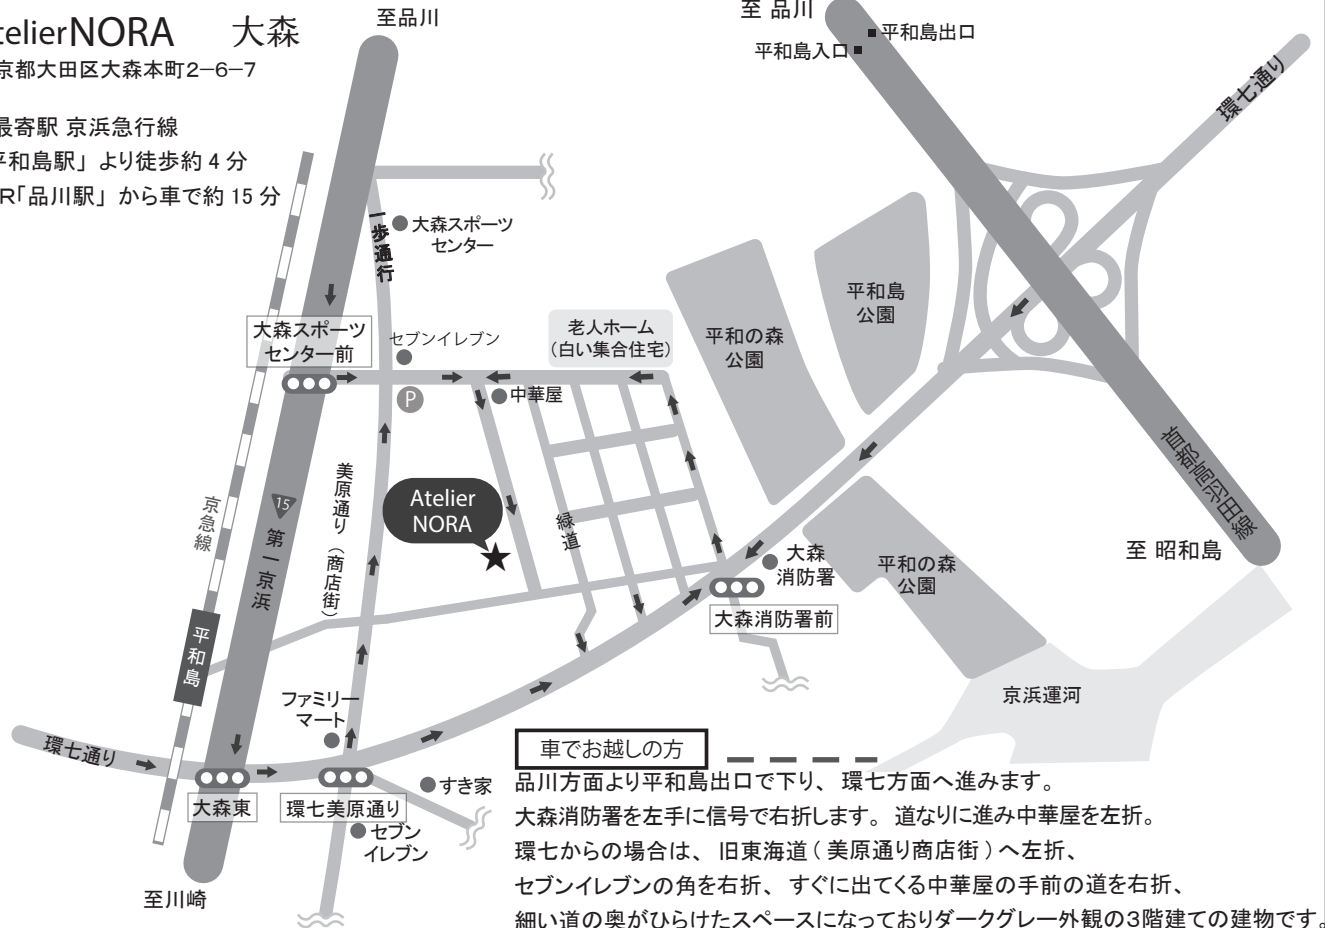 telierNORA 大森
京都大田区大森本町2−6−7
最寄駅 京浜急行線
平和島駅」より徒歩約4分
R「品川駅」から車で約15分
至品川
至 品川
平和島出口
平和島入口
環七通り
一歩通行
大森スポーツ
センター
大森スポーツ
センター前
セブンイレブン
老人ホーム
(白い集合住宅)
平和の森
公園
平和島
公園
P
中華屋
首都高羽田線
美原通り(商店街)
Atelier
NORA
緑道
15
第一京浜
京急線
大森
消防署
平和の森
公園
至 昭和島
大森消防署前
平和島
京浜運河
ファミリー
マート
環七通り
大森東
環七美原通り
すき家
セブン
イレブン
至川崎
車でお越しの方
品川方面より平和島出口で下り、環七方面へ進みます。
大森消防署を左手に信号で右折します。道なりに進み中華屋を左折。
環七からの場合は、旧東海道(美原通り商店街)へ左折、
セブンイレブンの角を右折、すぐに出てくる中華屋の手前の道を右折、
細い道の奥がひらけたスペースになっておりダークグレー外観の3階建ての建物です。